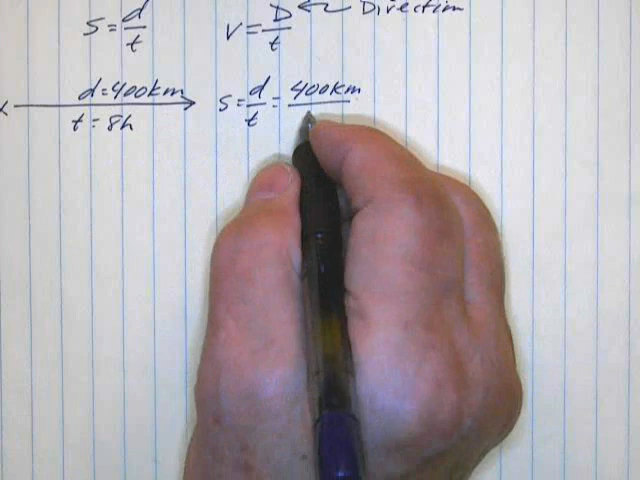 s = d/t v = D/t ← Direction
d = 400km s = d/t = 400km
t = 8h